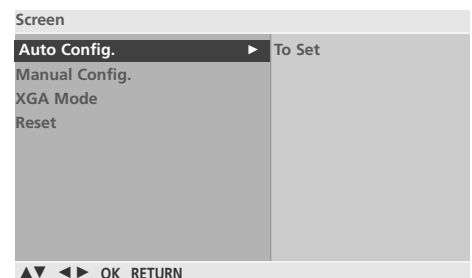 Screen
Auto Config. ► To Set
Manual Config.
XGA Mode
Reset
▲▼ ◄► OK RETURN